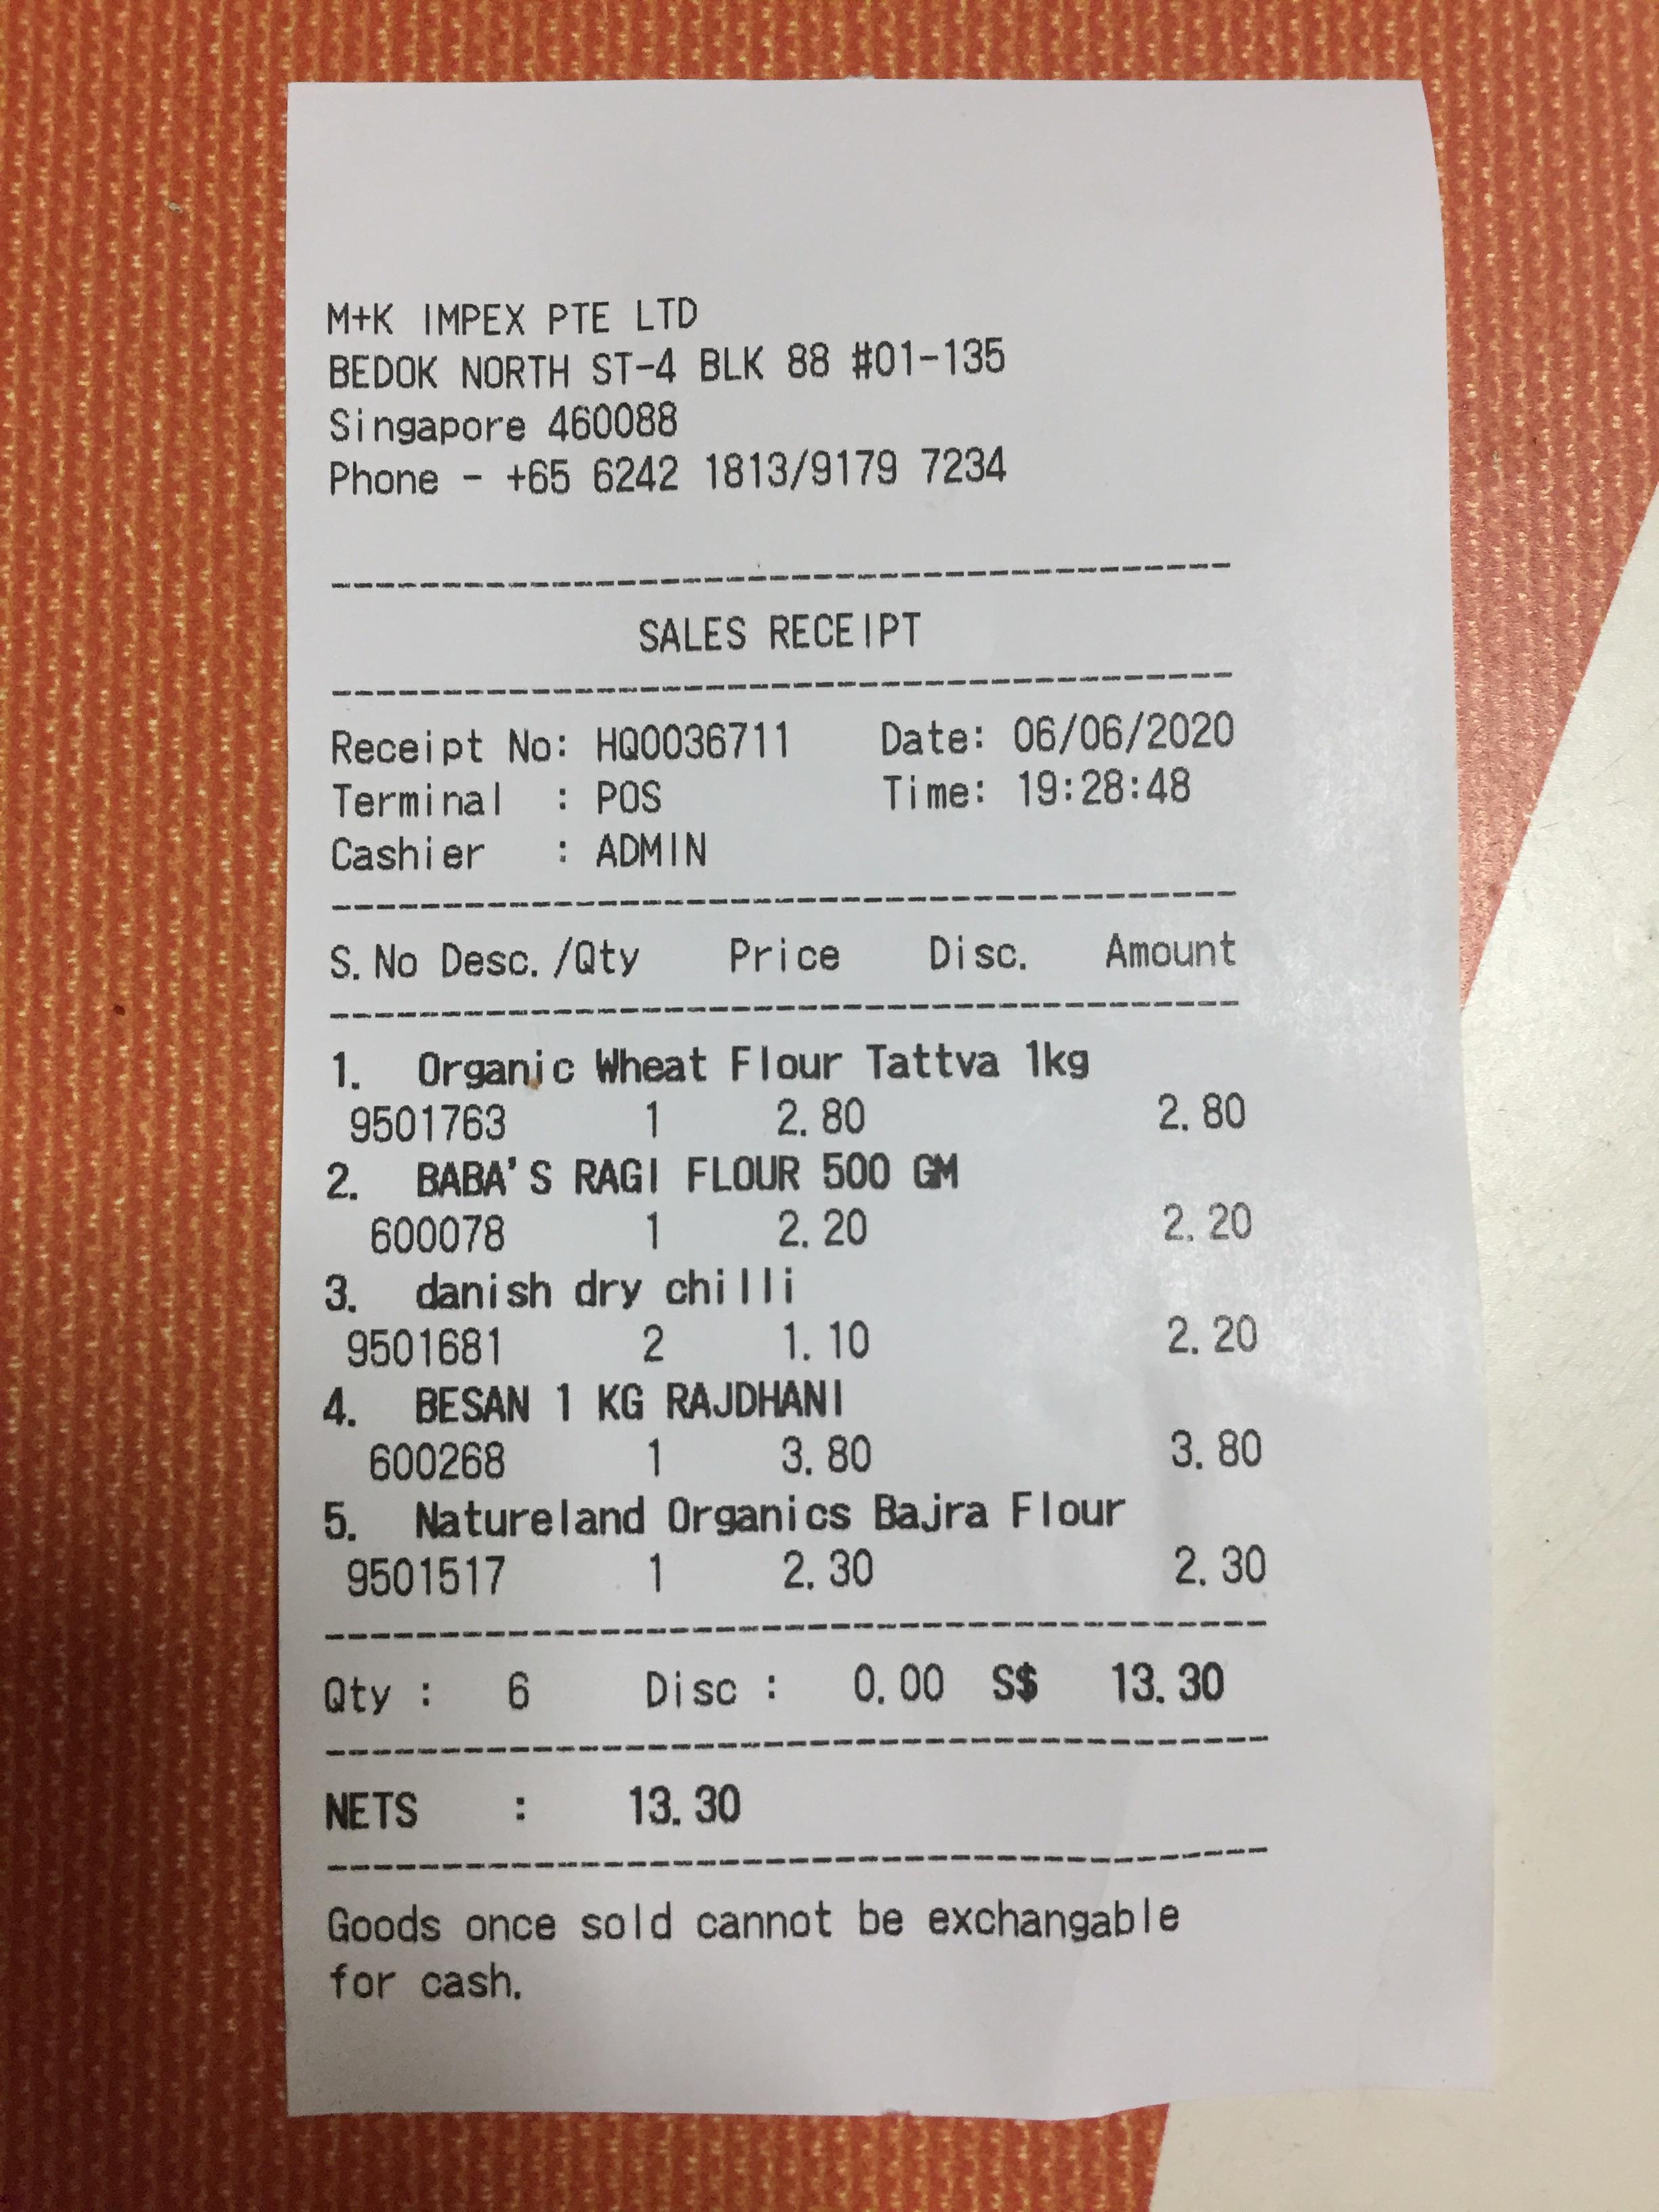 M+K IMPEX PTE LTD
BEDOK NORTH ST-4 BLK 88 #01-135
Singapore 460088
Phone - +65 6242 1813/9179 7234
SALES RECEIPT
Receipt No: HQ0036711 Date: 06/06/2020
Terminal : POS Time: 19:28:48
Cashier : ADMIN
S.No Desc./Qty Price Disc. Amount
1. Organic Wheat Flour Tattva 1kg
9501763 1 2.80 2.80
2. BABA'S RAGI FLOUR 500 GM
600078 1 2.20 2.20
3. danish dry chilli
9501681 2 1.10 2.20
4. BESAN 1 KG RAJDHANI
600268 1 3.80 3.80
5. Natureland Organics Bajra Flour
9501517 1 2.30 2.30
Qty : 6 Disc : 0.00 S$ 13.30
NETS : 13.30
Goods once sold cannot be exchangable
for cash.